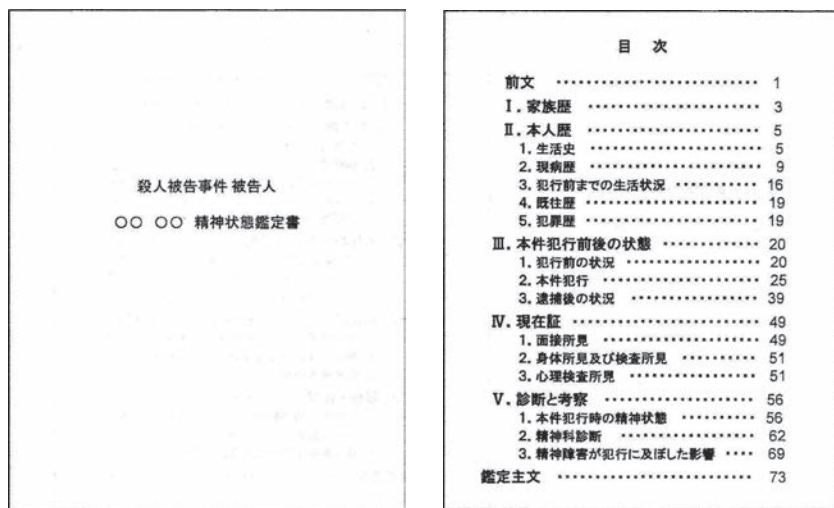 殺人被告事件 被告人
○○ ○○ 精神状態鑑定書
目 次
前文 ・・・・・・・・・・・・・・・・・・・・・・・・・・・ 1
Ⅰ. 家族歴 ・・・・・・・・・・・・・・・・・・・・・・・ 3
Ⅱ. 本人歴 ・・・・・・・・・・・・・・・・・・・・・・・ 5
1. 生活史 ・・・・・・・・・・・・・・・・・・・・・・・ 5
2. 現病歴 ・・・・・・・・・・・・・・・・・・・・・・・ 9
3. 犯行前までの生活状況 ・・・・・・・・・・・ 16
4. 既往歴 ・・・・・・・・・・・・・・・・・・・・・・・ 19
5. 犯罪歴 ・・・・・・・・・・・・・・・・・・・・・・・ 19
Ⅲ. 本件犯行前後の状態 ・・・・・・・・・・・・ 20
1. 犯行前の状況 ・・・・・・・・・・・・・・・・・・ 20
2. 本件犯行 ・・・・・・・・・・・・・・・・・・・・・ 25
3. 逮捕後の状況 ・・・・・・・・・・・・・・・・・・ 39
Ⅳ. 現在証 ・・・・・・・・・・・・・・・・・・・・・・・ 49
1. 面接所見 ・・・・・・・・・・・・・・・・・・・・・ 49
2. 身体所見及び検査所見 ・・・・・・・・・・・ 51
3. 心理検査所見 ・・・・・・・・・・・・・・・・・・ 51
Ⅴ. 診断と考察 ・・・・・・・・・・・・・・・・・・・・ 56
1. 本件犯行時の精神状態 ・・・・・・・・・・・ 56
2. 精神科診断 ・・・・・・・・・・・・・・・・・・・ 62
3. 精神障害が犯行に及ぼした影響 ・・・・ 69
鑑定主文 ・・・・・・・・・・・・・・・・・・・・・・・・・ 73